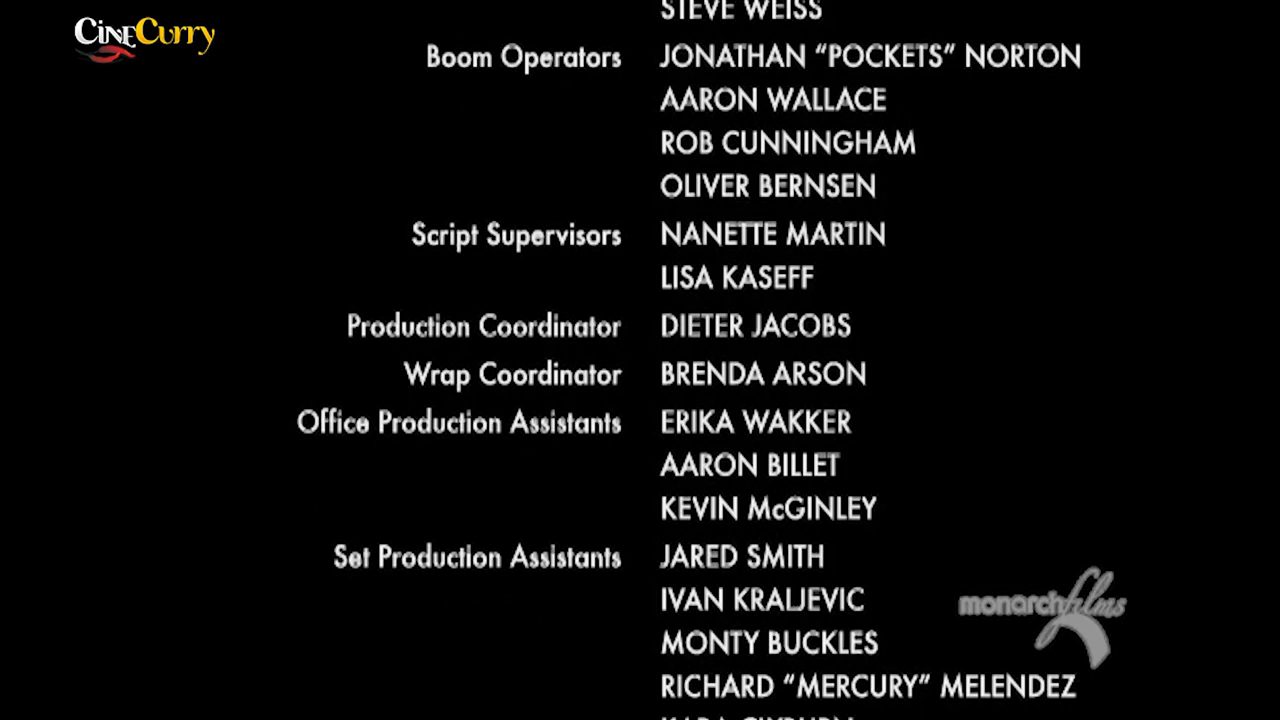 STEVE WEISS
CineCurry
Boom Operators JONATHAN “POCKETS” NORTON
AARON WALLACE
ROB CUNNINGHAM
OLIVER BERNSEN
Script Supervisors NANETTE MARTIN
LISA KASEFF
Production Coordinator DIETER JACOBS
Wrap Coordinator BRENDA ARSON
Office Production Assistants ERIKA WAKKER
AARON BILLET
KEVIN McGINLEY
Set Production Assistants JARED SMITH
IVAN KRALJEVIC
monarchfilms
MONTY BUCKLES
RICHARD “MERCURY” MELENDEZ